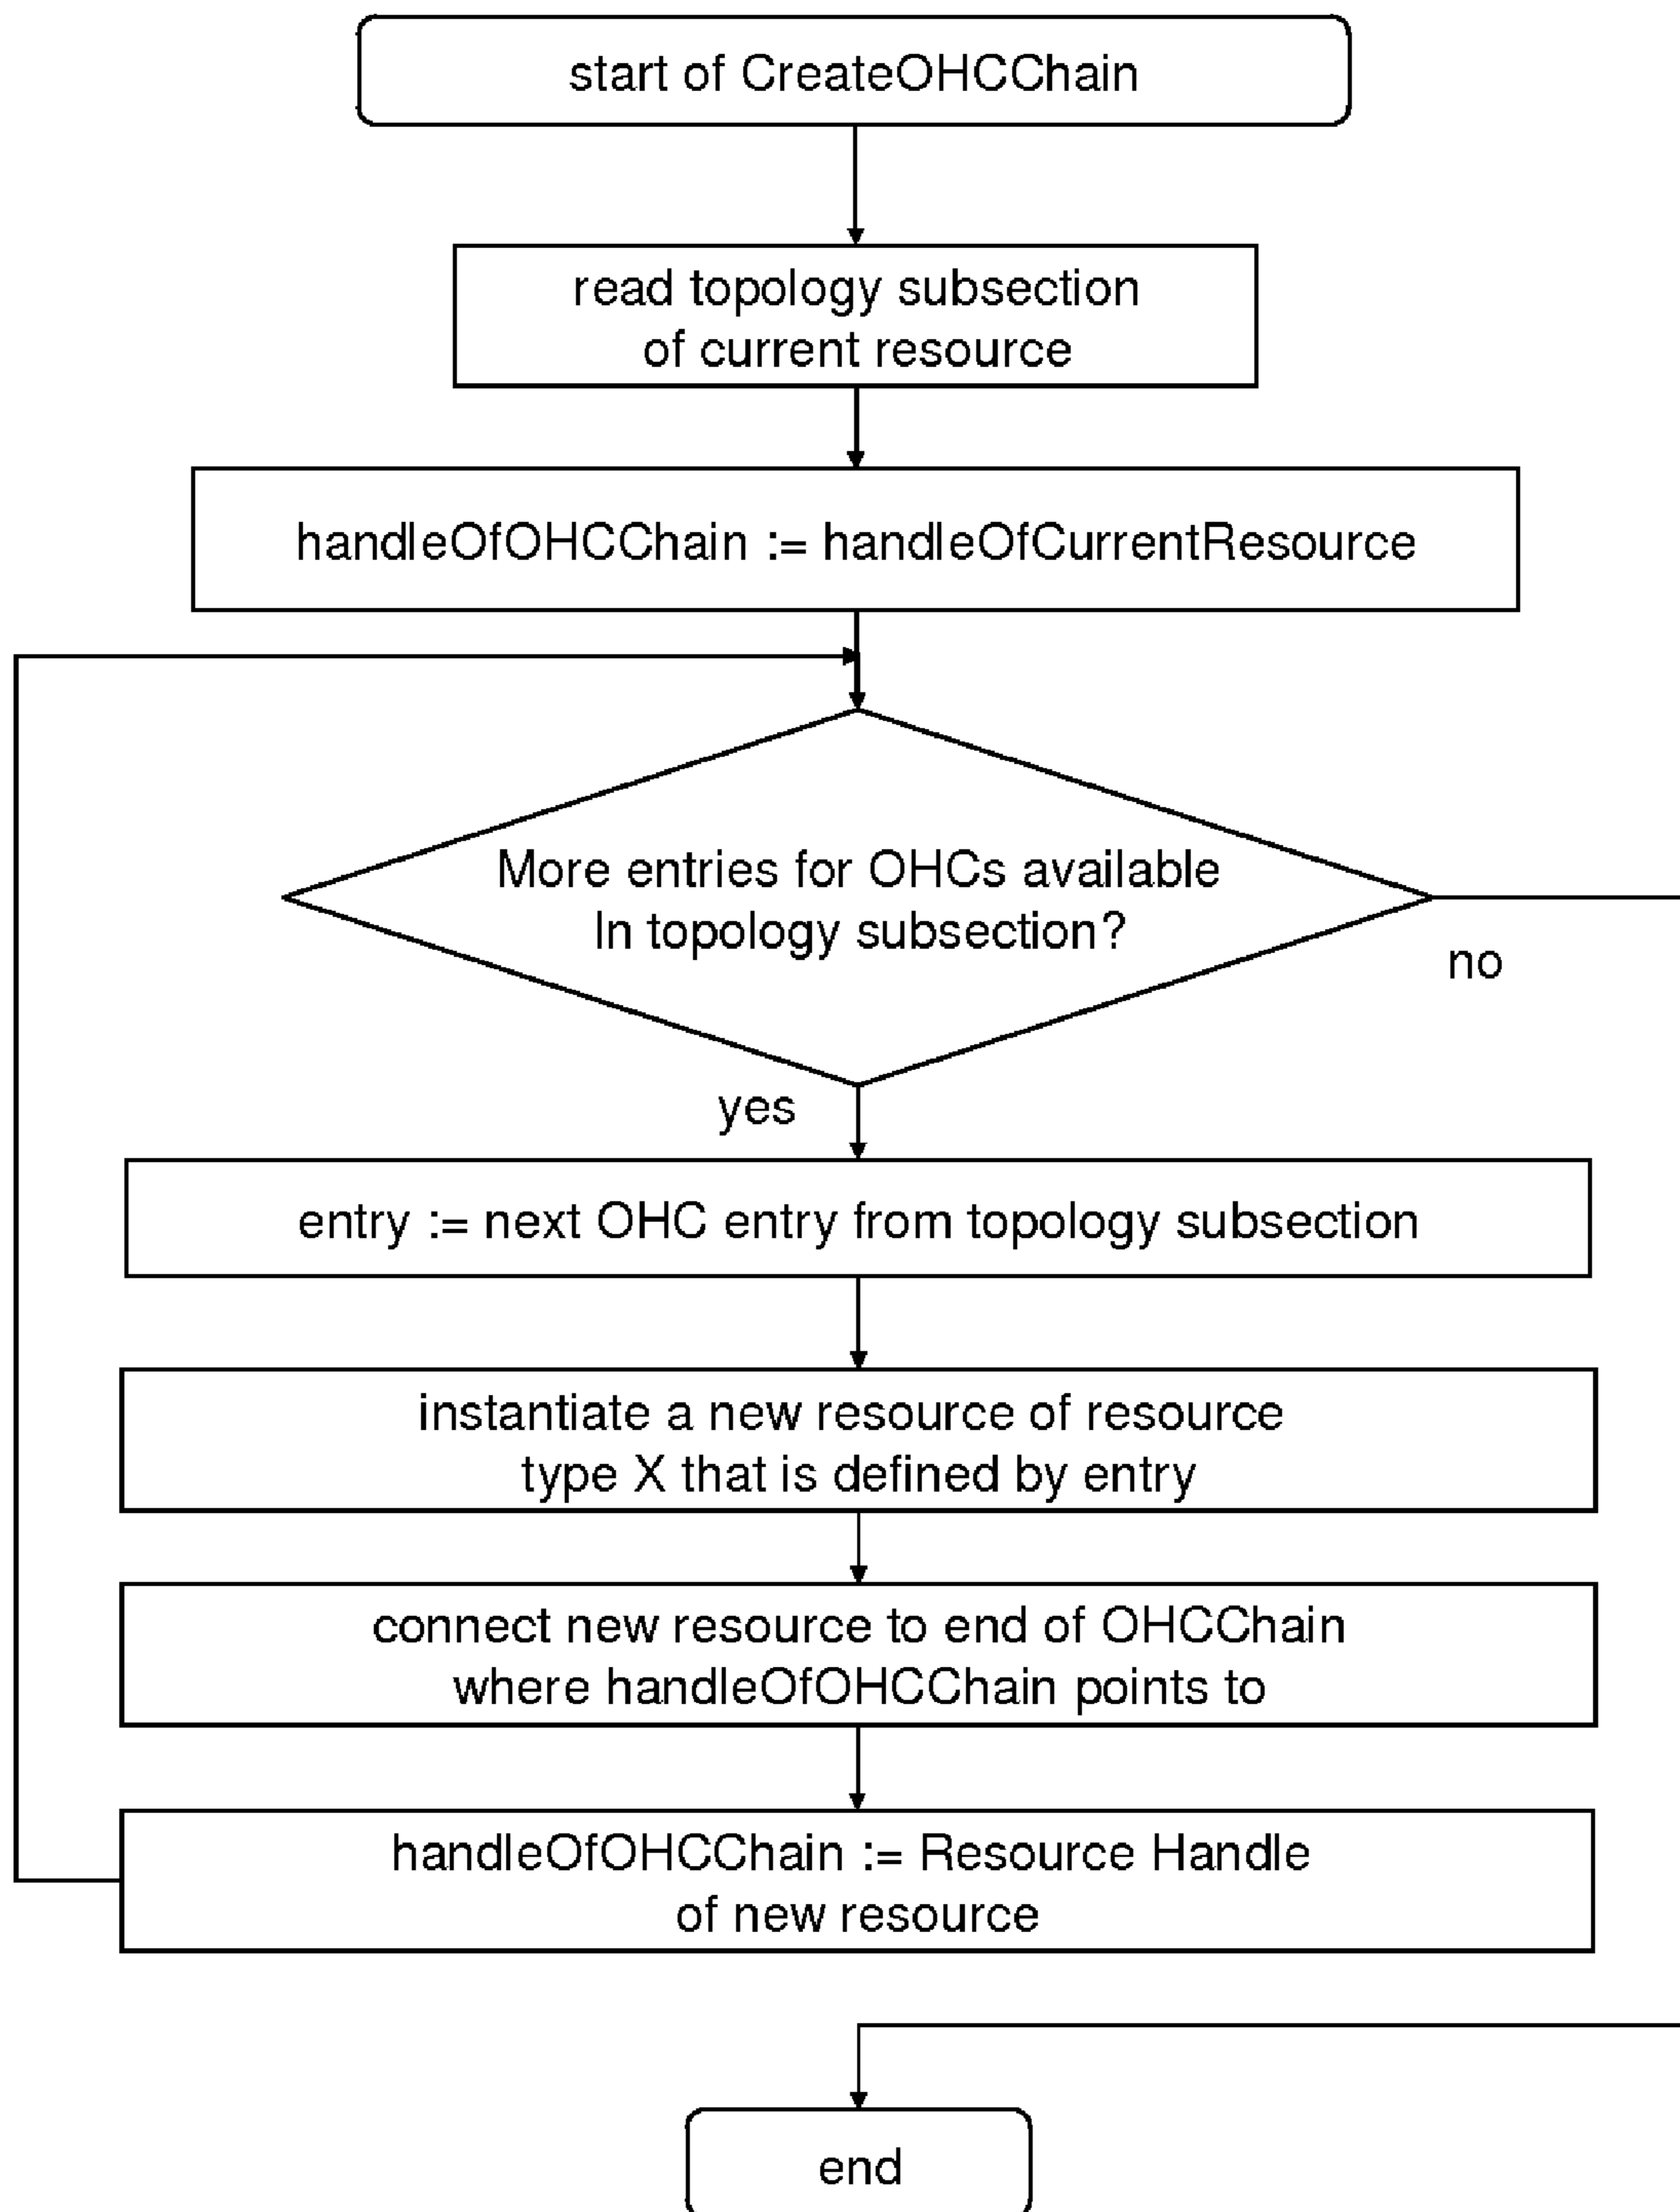 start of CreateOHCChain
read topology subsection
of current resource
handleOfOHCChain := handleOfCurrentResource
More entries for OHCs available
In topology subsection?
no
yes
entry := next OHC entry from topology subsection
instantiate a new resource of resource
type X that is defined by entry
connect new resource to end of OHCChain
where handleOfOHCChain points to
handleOfOHCChain := Resource Handle
of new resource
end